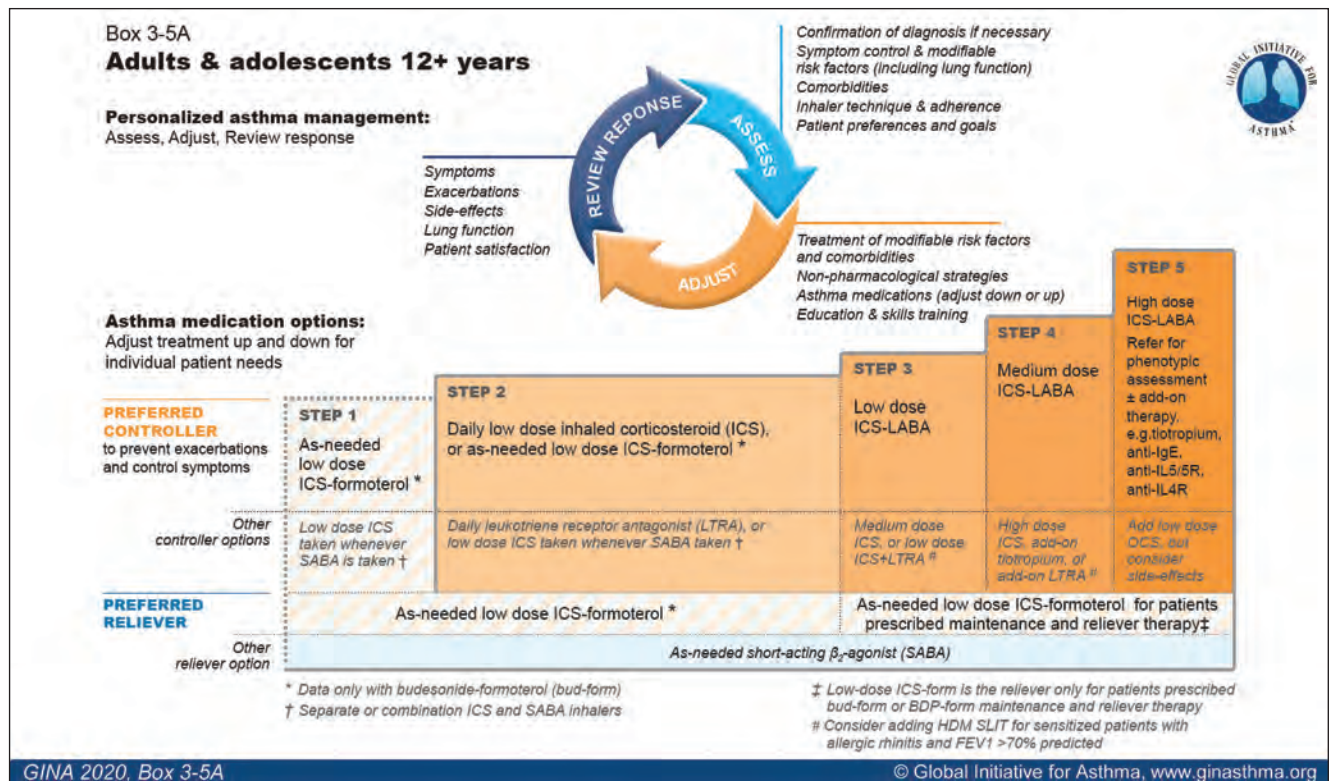 Box 3-5A
Adults & adolescents 12+ years
Personalized asthma management:
Assess, Adjust, Review response
REVIEW REPONSE
ASSESS
ADJUST
Confirmation of diagnosis if necessary
Symptom control & modifiable
risk factors (including lung function)
Comorbidities
Inhaler technique & adherence
Patient preferences and goals
GLOBAL INITIATIVE FOR
ASTHMA
Symptoms
Exacerbations
Side-effects
Lung function
Patient satisfaction
Treatment of modifiable risk factors
and comorbidities
Non-pharmacological strategies
Asthma medications (adjust down or up)
Education & skills training
Asthma medication options:
Adjust treatment up and down for
individual patient needs
PREFERRED
CONTROLLER
to prevent exacerbations
and control symptoms
STEP 1
As-needed
low dose
ICS-formoterol *
STEP 2
Daily low dose inhaled corticosteroid (ICS),
or as-needed low dose ICS-formoterol *
STEP 3
Low dose
ICS-LABA
STEP 4
Medium dose
ICS-LABA
STEP 5
High dose
ICS-LABA
Refer for
phenotypic
assessment
± add-on
therapy,
e.g.tiotropium,
anti-IgE,
anti-IL5/5R,
anti-IL4R
Other
controller options
Low dose ICS
taken whenever
SABA is taken †
Daily leukotriene receptor antagonist (LTRA), or
low dose ICS taken whenever SABA taken †
Medium dose
ICS, or low dose
ICS+LTRA #
High dose
ICS, add-on
tiotropium, or
add-on LTRA #
Add low dose
OCS, but
consider
side-effects
PREFERRED
RELIEVER
As-needed low dose ICS-formoterol *
As-needed low dose ICS-formoterol for patients
prescribed maintenance and reliever therapy‡
Other
reliever option
As-needed short-acting β2-agonist (SABA)
* Data only with budesonide-formoterol (bud-form)
† Separate or combination ICS and SABA inhalers
‡ Low-dose ICS-form is the reliever only for patients prescribed
bud-form or BDP-form maintenance and reliever therapy
# Consider adding HDM SLIT for sensitized patients with
allergic rhinitis and FEV1 >70% predicted
GINA 2020, Box 3-5A
© Global Initiative for Asthma, www.ginasthma.org